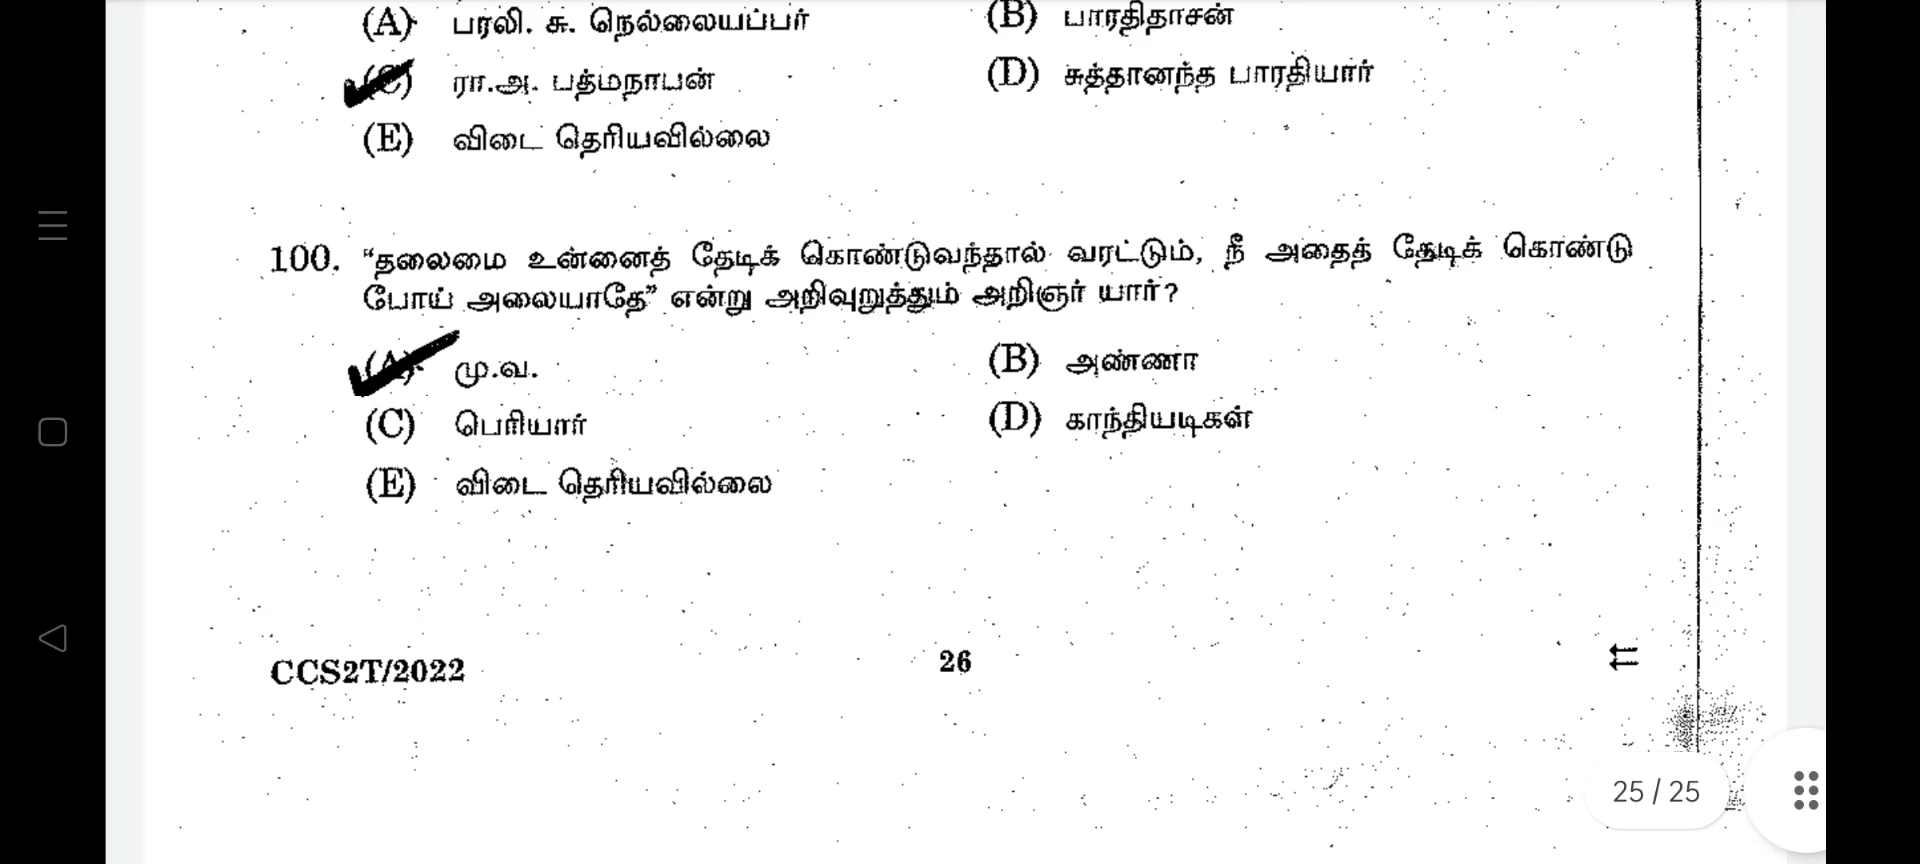 (A) பரலி. சு. நெல்லையப்பர் (B) பாரதிதாசன்
(C) ரா.அ. பத்மநாபன் (D) சுத்தானந்த பாரதியார்
(E) விடை தெரியவில்லை
100. “தலைமை உன்னைத் தேடிக் கொண்டுவந்தால் வரட்டும், நீ அதைத் தேடிக் கொண்டு
போய் அலையாதே” என்று அறிவுறுத்தும் அறிஞர் யார்?
(A) மு.வ. (B) அண்ணா
(C) பெரியார் (D) காந்தியடிகள்
(E) விடை தெரியவில்லை
CCS2T/2022 26
25 / 25